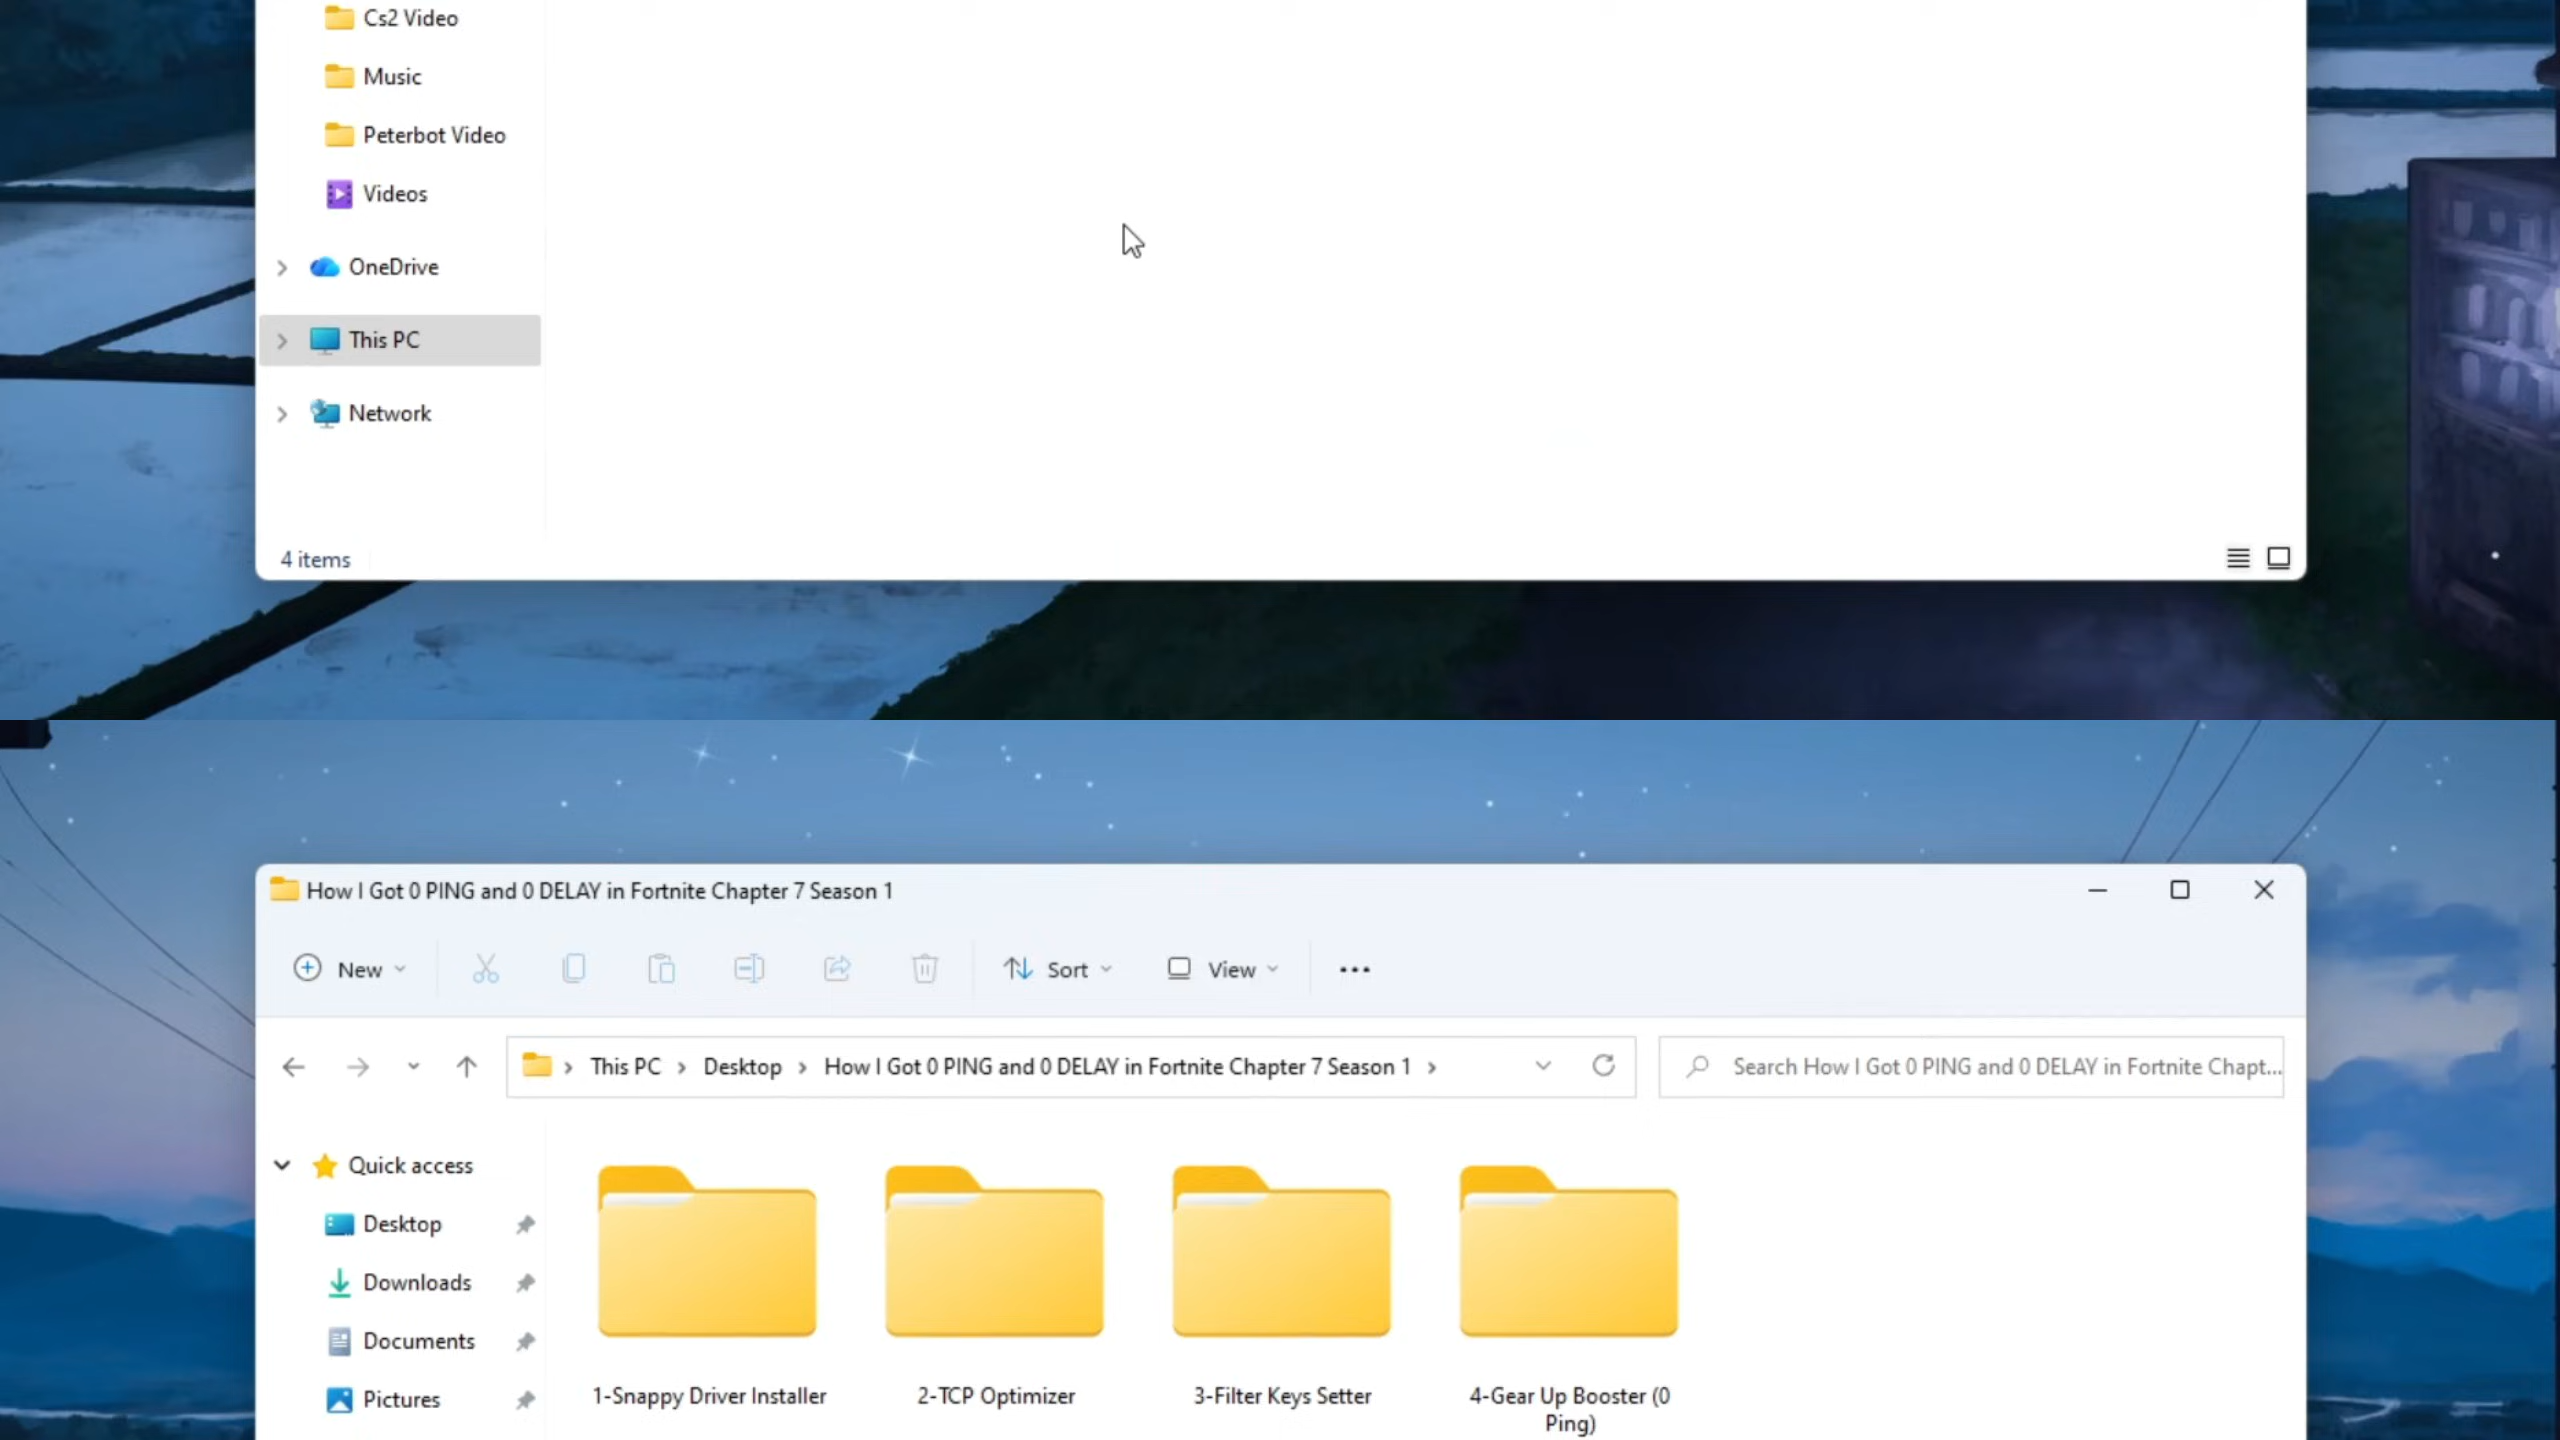 Cs2 Video
Music
Peterbot Video
Videos
OneDrive
This PC
Network
4 items
How I Got 0 PING and 0 DELAY in Fortnite Chapter 7 Season 1
New
Sort
View
This PC > Desktop > How I Got 0 PING and 0 DELAY in Fortnite Chapter 7 Season 1 >
Search How I Got 0 PING and 0 DELAY in Fortnite Chapt...
Quick access
Desktop
Downloads
Documents
Pictures
1-Snappy Driver Installer
2-TCP Optimizer
3-Filter Keys Setter
4-Gear Up Booster (0
Ping)